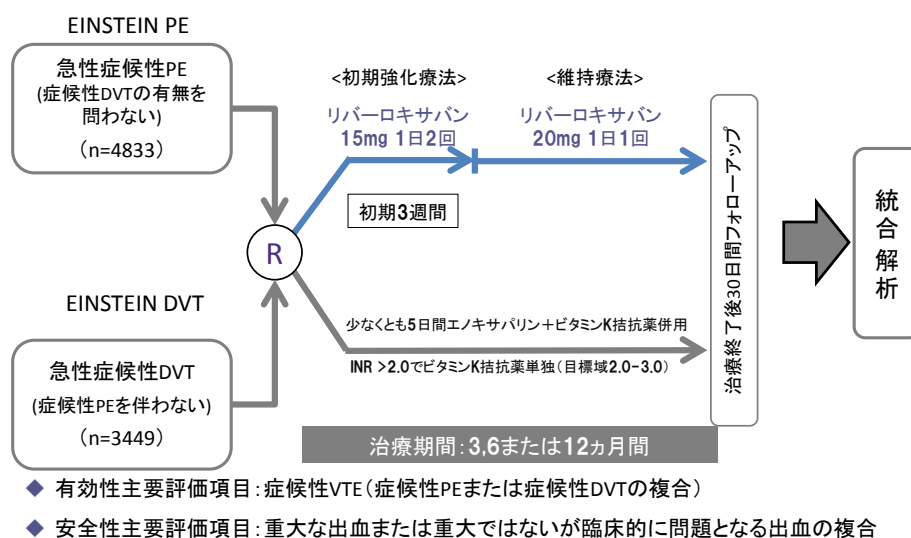 EINSTEIN PE
急性症候性PE
(症候性DVTの有無を
問わない)
（n=4833）
<初期強化療法>
リバーロキサバン
15mg 1日2回
<維持療法>
リバーロキサバン
20mg 1日1回
初期3週間
R
EINSTEIN DVT
急性症候性DVT
(症候性PEを伴わない)
（n=3449）
少なくとも5日間エノキサパリン＋ビタミンK拮抗薬併用
INR >2.0でビタミンK拮抗薬単独（目標域2.0-3.0）
治療終了後30日間フォローアップ
統合解析
治療期間：3,6または12ヵ月間
◆ 有効性主要評価項目：症候性VTE（症候性PEまたは症候性DVTの複合）
◆ 安全性主要評価項目：重大な出血または重大ではないが臨床的に問題となる出血の複合